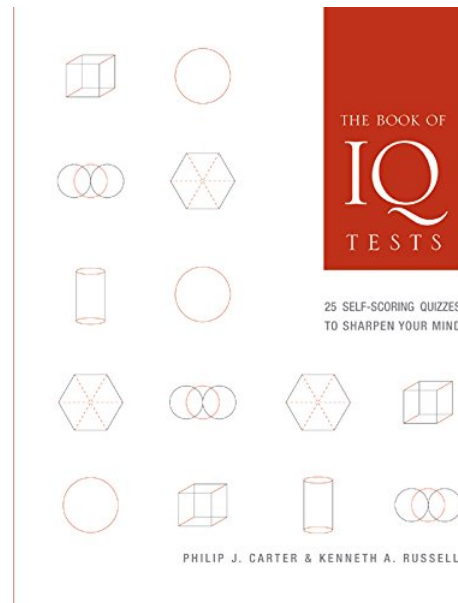 THE BOOK OF
IQ
TESTS
25 SELF-SCORING QUIZZES
TO SHARPEN YOUR MIND
PHILIP J. CARTER & KENNETH A. RUSSELL